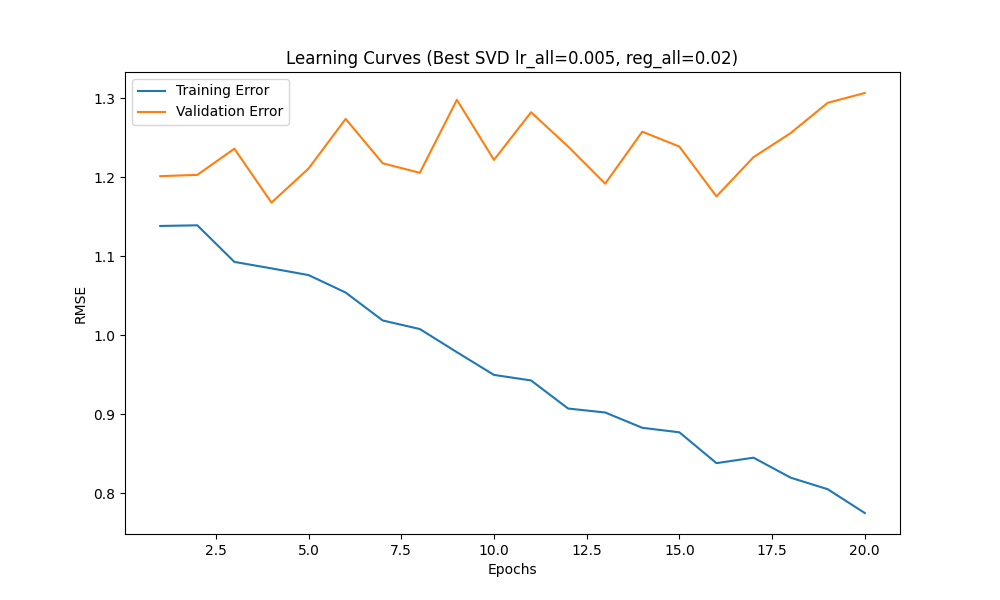 Learning Curves (Best SVD lr_all=0.005, reg_all=0.02)
Training Error
Validation Error
1.3
1.2
1.1
1.0
0.9
0.8
RMSE
2.5 5.0 7.5 10.0 12.5 15.0 17.5 20.0
Epochs